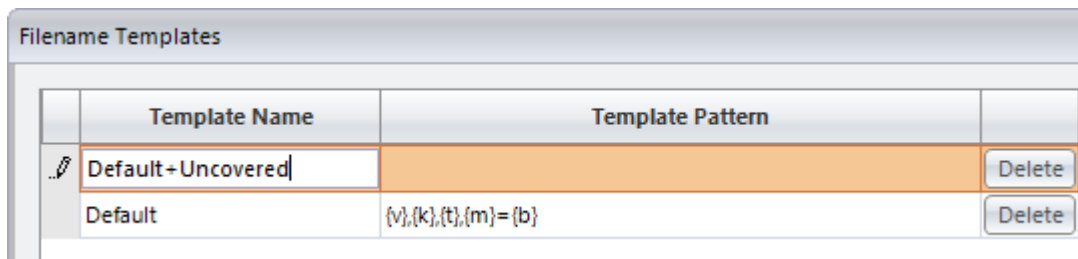 Filename Templates
Template Name Template Pattern
Default+Uncovered Delete
Default {v},{k},{t},{m}={b} Delete